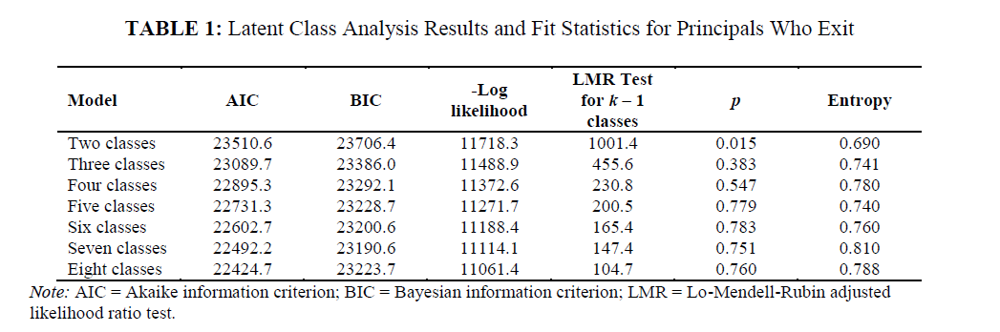 TABLE 1: Latent Class Analysis Results and Fit Statistics for Principals Who Exit
Model AIC BIC -Log likelihood LMR Test for k – 1 classes p Entropy
Two classes 23510.6 23706.4 11718.3 1001.4 0.015 0.690
Three classes 23089.7 23386.0 11488.9 455.6 0.383 0.741
Four classes 22895.3 23292.1 11372.6 230.8 0.547 0.780
Five classes 22731.3 23228.7 11271.7 200.5 0.779 0.740
Six classes 22602.7 23200.6 11188.4 165.4 0.783 0.760
Seven classes 22492.2 23190.6 11114.1 147.4 0.751 0.810
Eight classes 22424.7 23223.7 11061.4 104.7 0.760 0.788
Note: AIC = Akaike information criterion; BIC = Bayesian information criterion; LMR = Lo-Mendell-Rubin adjusted
likelihood ratio test.